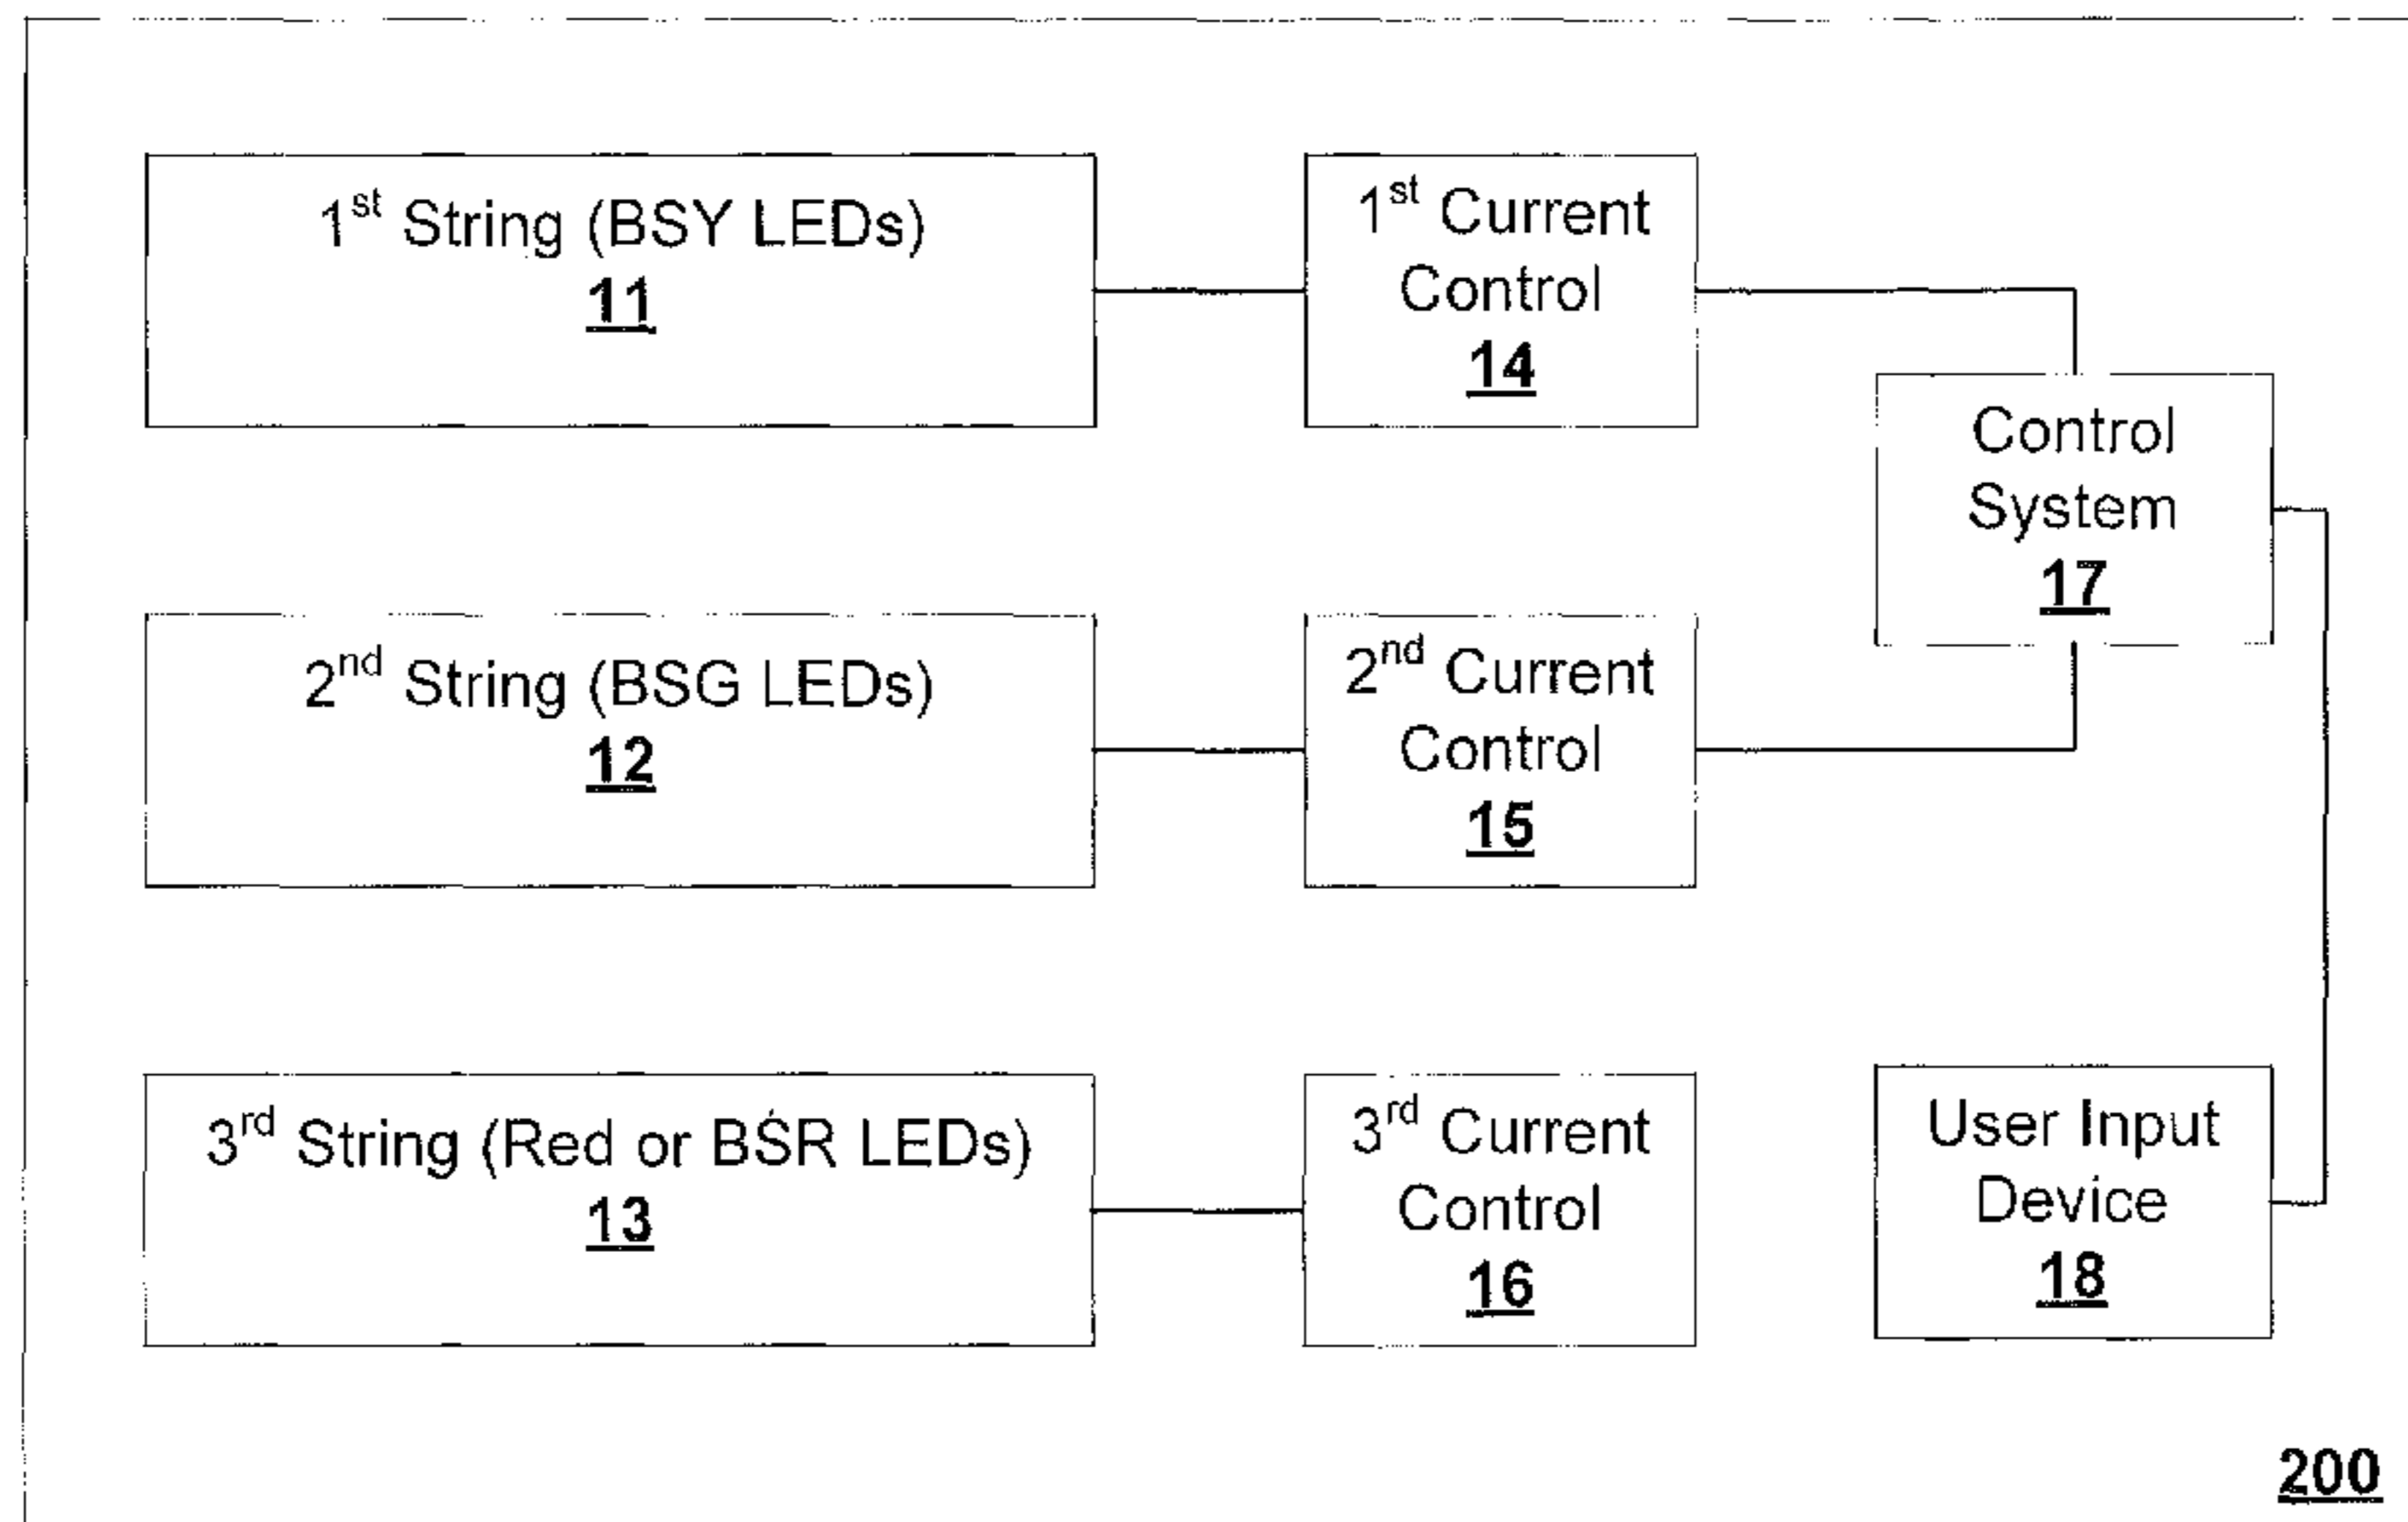 1st String (BSY LEDs)
11
1st Current
Control
14
Control
System
17
2nd String (BSG LEDs)
12
2nd Current
Control
15
3rd String (Red or BSR LEDs)
13
3rd Current
Control
16
User Input
Device
18
200